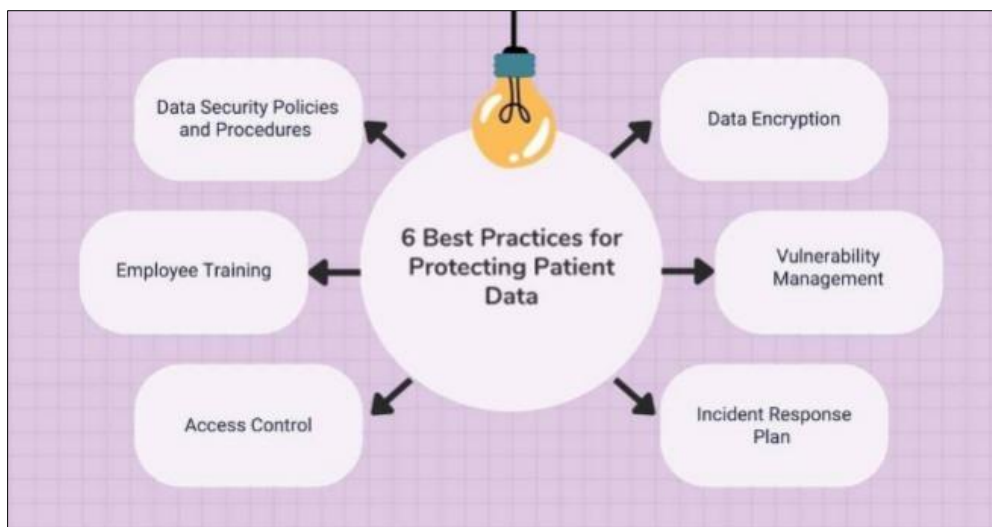 Data Security Policies
and Procedures
Data Encryption
6 Best Practices for
Protecting Patient
Data
Employee Training
Vulnerability
Management
Access Control
Incident Response
Plan